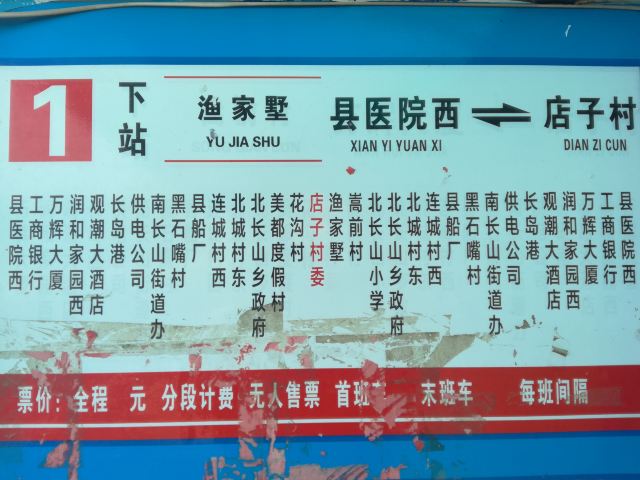 1
下站
渔家墅
YU JIA SHU
县医院西
XIAN YI YUAN XI
店子村
DIAN ZI CUN
县医院西
工商银行
万辉大厦
润和家园西
观潮大酒店
长岛港
供电公司
南长山街道办
黑石嘴村
县船厂
连城村西
北城村东
北长山乡政府
美都度假村
花沟村
店子村委
渔家墅
嵩前村
北长山小学
北长山乡政府
北城村东
连城村西
县船厂
黑石嘴村
南长山街道办
供电公司
长岛港
观潮大酒店
润和家园西
万辉大厦
工商银行
县医院西
票价：全程 元 分段计费 无人售票 首班 末班车 每班间隔